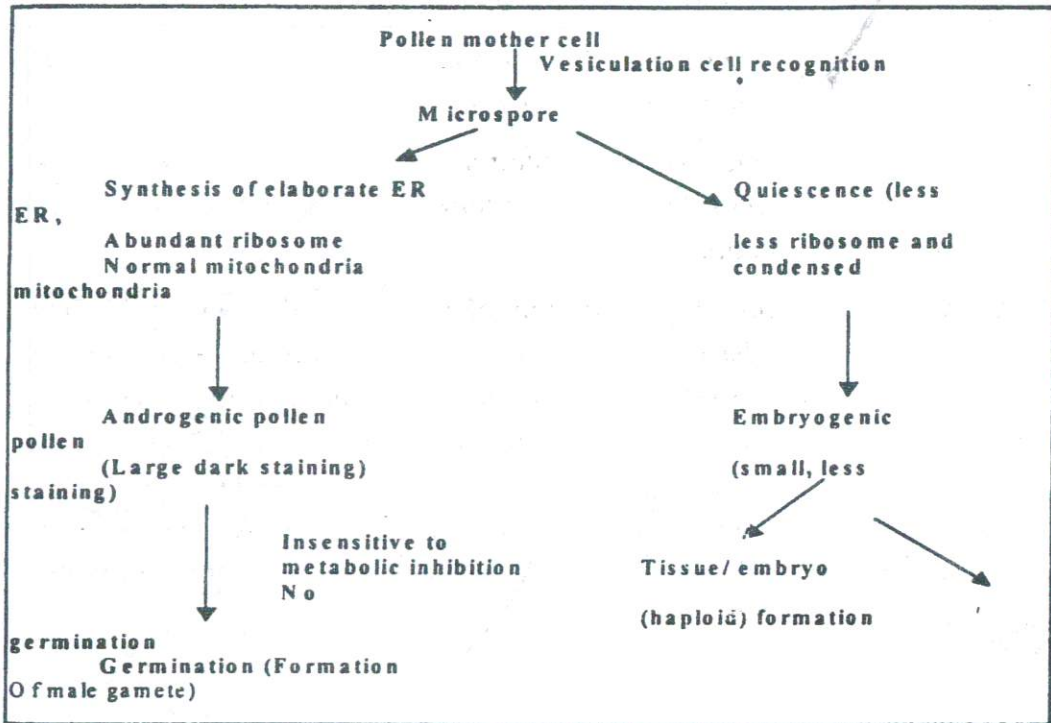 Pollen mother cell
Vesiculation cell recognition
Microspore
Synthesis of elaborate ER Quiescence (less
ER,
Abundant ribosome less ribosome and
Normal mitochondria condensed
mitochondria
Androgenic pollen Embryogenic
pollen
(Large dark staining) (small, less
staining)
Insensitive to
metabolic inhibition Tissue/ embryo
No
(haploid) formation
germination
Germination (Formation
Of male gamete)